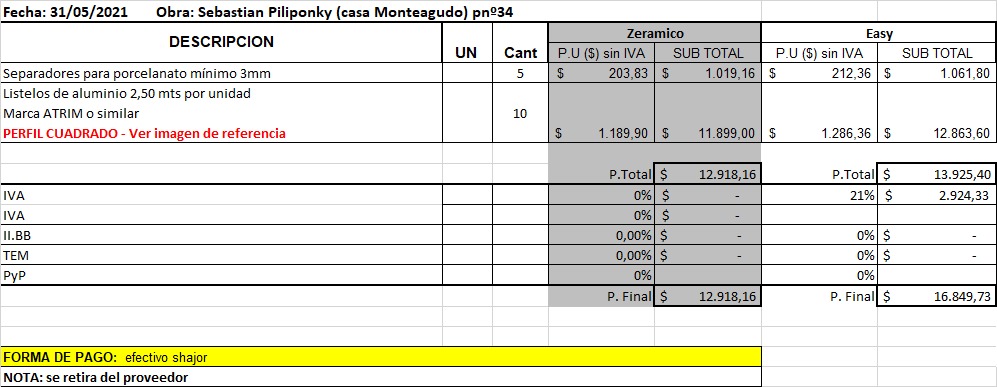 Fecha: 31/05/2021 Obra: Sebastian Piliponky (casa Monteagudo) pnº34
Zeramico Easy
DESCRIPCION UN Cant P.U ($) sin IVA SUB TOTAL P.U ($) sin IVA SUB TOTAL
Separadores para porcelanato mínimo 3mm 5 $ 203,83 $ 1.019,16 $ 212,36 $ 1.061,80
Listelos de aluminio 2,50 mts por unidad
Marca ATRIM o similar 10
PERFIL CUADRADO - Ver imagen de referencia $ 1.189,90 $ 11.899,00 $ 1.286,36 $ 12.863,60
P.Total $ 12.918,16 P.Total $ 13.925,40
IVA 0% $ - 21% $ 2.924,33
IVA 0% $ -
II.BB 0,00% $ - 0% $ -
TEM 0,00% $ - 0% $ -
PyP 0% 0%
P. Final $ 12.918,16 P. Final $ 16.849,73
FORMA DE PAGO: efectivo shajor
NOTA: se retira del proveedor